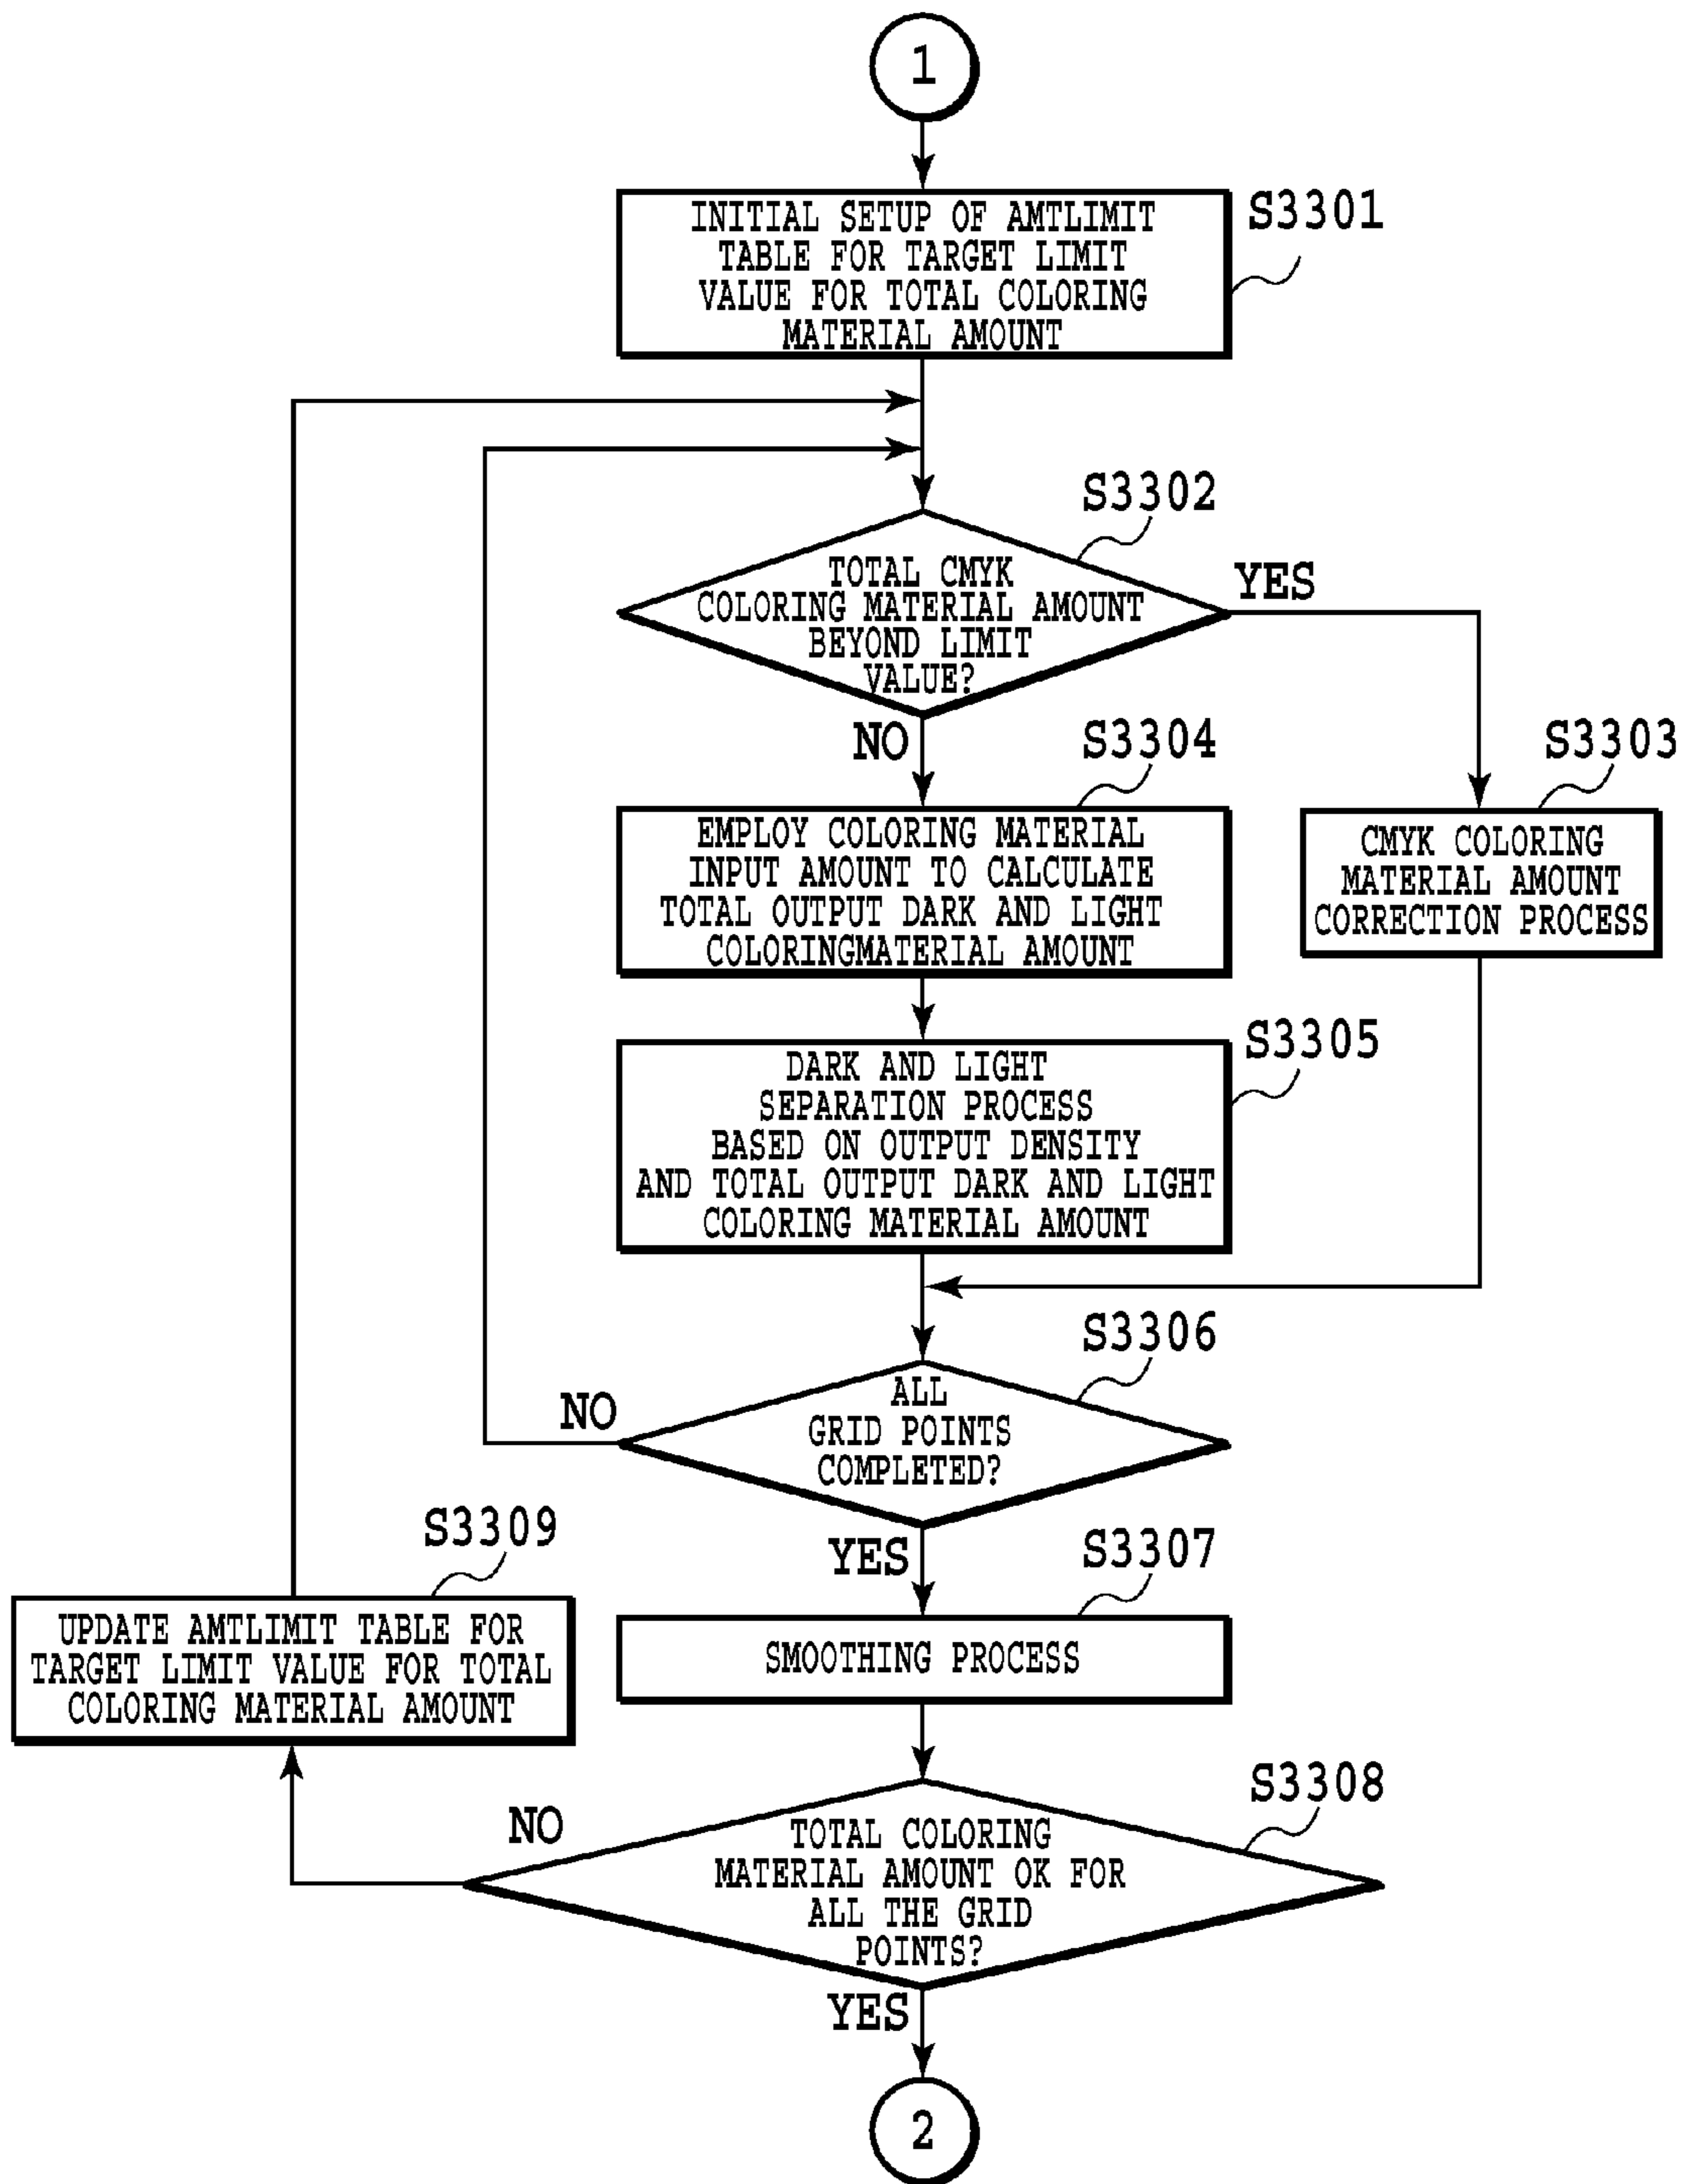 1
INITIAL SETUP OF AMTLIMIT
TABLE FOR TARGET LIMIT
VALUE FOR TOTAL COLORING
MATERIAL AMOUNT
S3301
S3302
TOTAL CMYK
COLORING MATERIAL AMOUNT
BEYOND LIMIT
VALUE?
YES
NO
S3304
EMPLOY COLORING MATERIAL
INPUT AMOUNT TO CALCULATE
TOTAL OUTPUT DARK AND LIGHT
COLORINGMATERIAL AMOUNT
S3303
CMYK COLORING
MATERIAL AMOUNT
CORRECTION PROCESS
S3305
DARK AND LIGHT
SEPARATION PROCESS
BASED ON OUTPUT DENSITY
AND TOTAL OUTPUT DARK AND LIGHT
COLORING MATERIAL AMOUNT
S3306
ALL
GRID POINTS
COMPLETED?
NO
YES
S3307
SMOOTHING PROCESS
S3309
UPDATE AMTLIMIT TABLE FOR
TARGET LIMIT VALUE FOR TOTAL
COLORING MATERIAL AMOUNT
S3308
TOTAL COLORING
MATERIAL AMOUNT OK FOR
ALL THE GRID
POINTS?
NO
YES
2